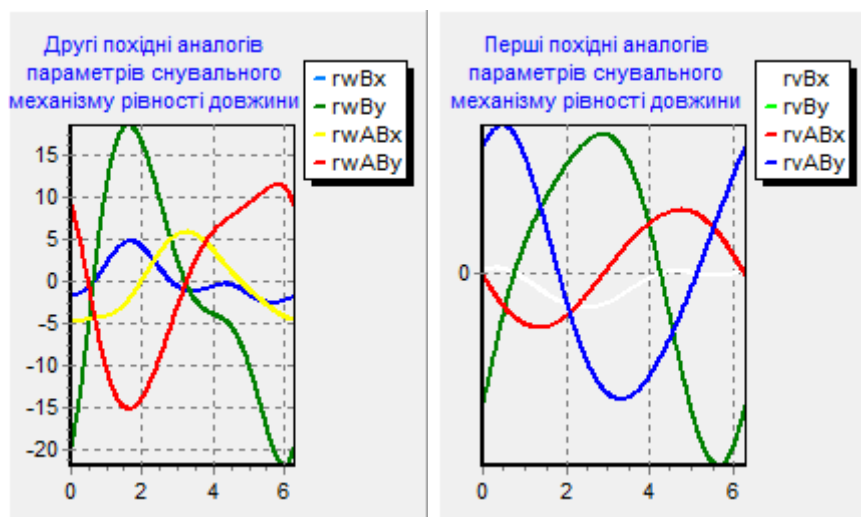 Другі похідні аналогів
параметрів снувального
механізму рівності довжини
rwBx
rwBy
rwABx
rwABy
15
10
5
0
-5
-10
-15
-20
0 2 4 6
Перші похідні аналогів
параметрів снувального
механізму рівності довжини
rvBx
rvBy
rvABx
rvABy
0
0 2 4 6